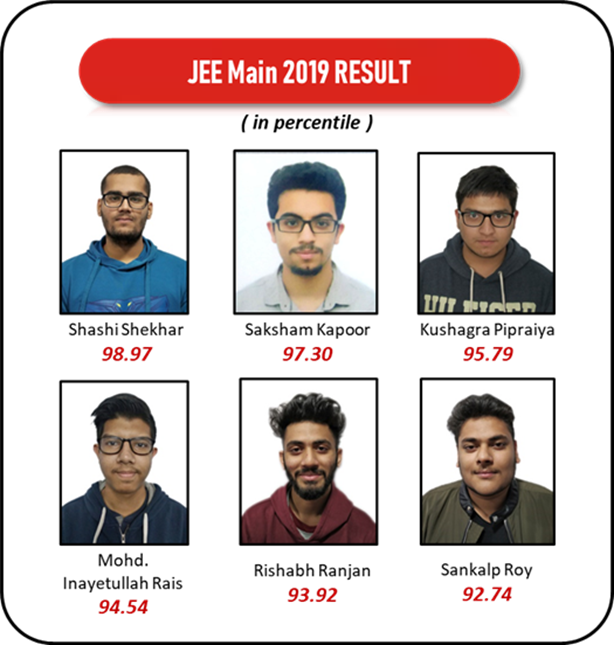 JEE Main 2019 RESULT
( in percentile )
Shashi Shekhar
98.97
Saksham Kapoor
97.30
HILFIGER
Kushagra Pipraiya
95.79
Mohd.
Inayetullah Rais
94.54
Rishabh Ranjan
93.92
Sankalp Roy
92.74